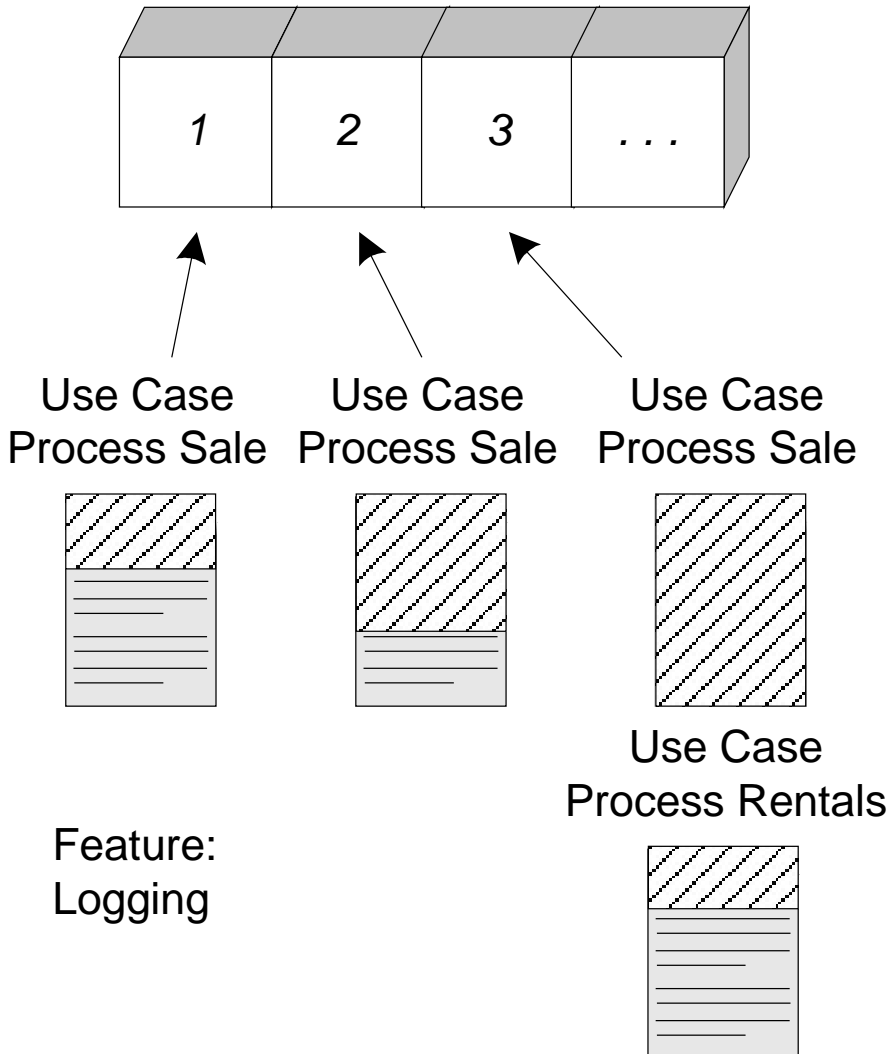 1 2 3 . . .
Use Case
Process Sale
Use Case
Process Sale
Use Case
Process Sale
Use Case
Process Rentals
Feature:
Logging